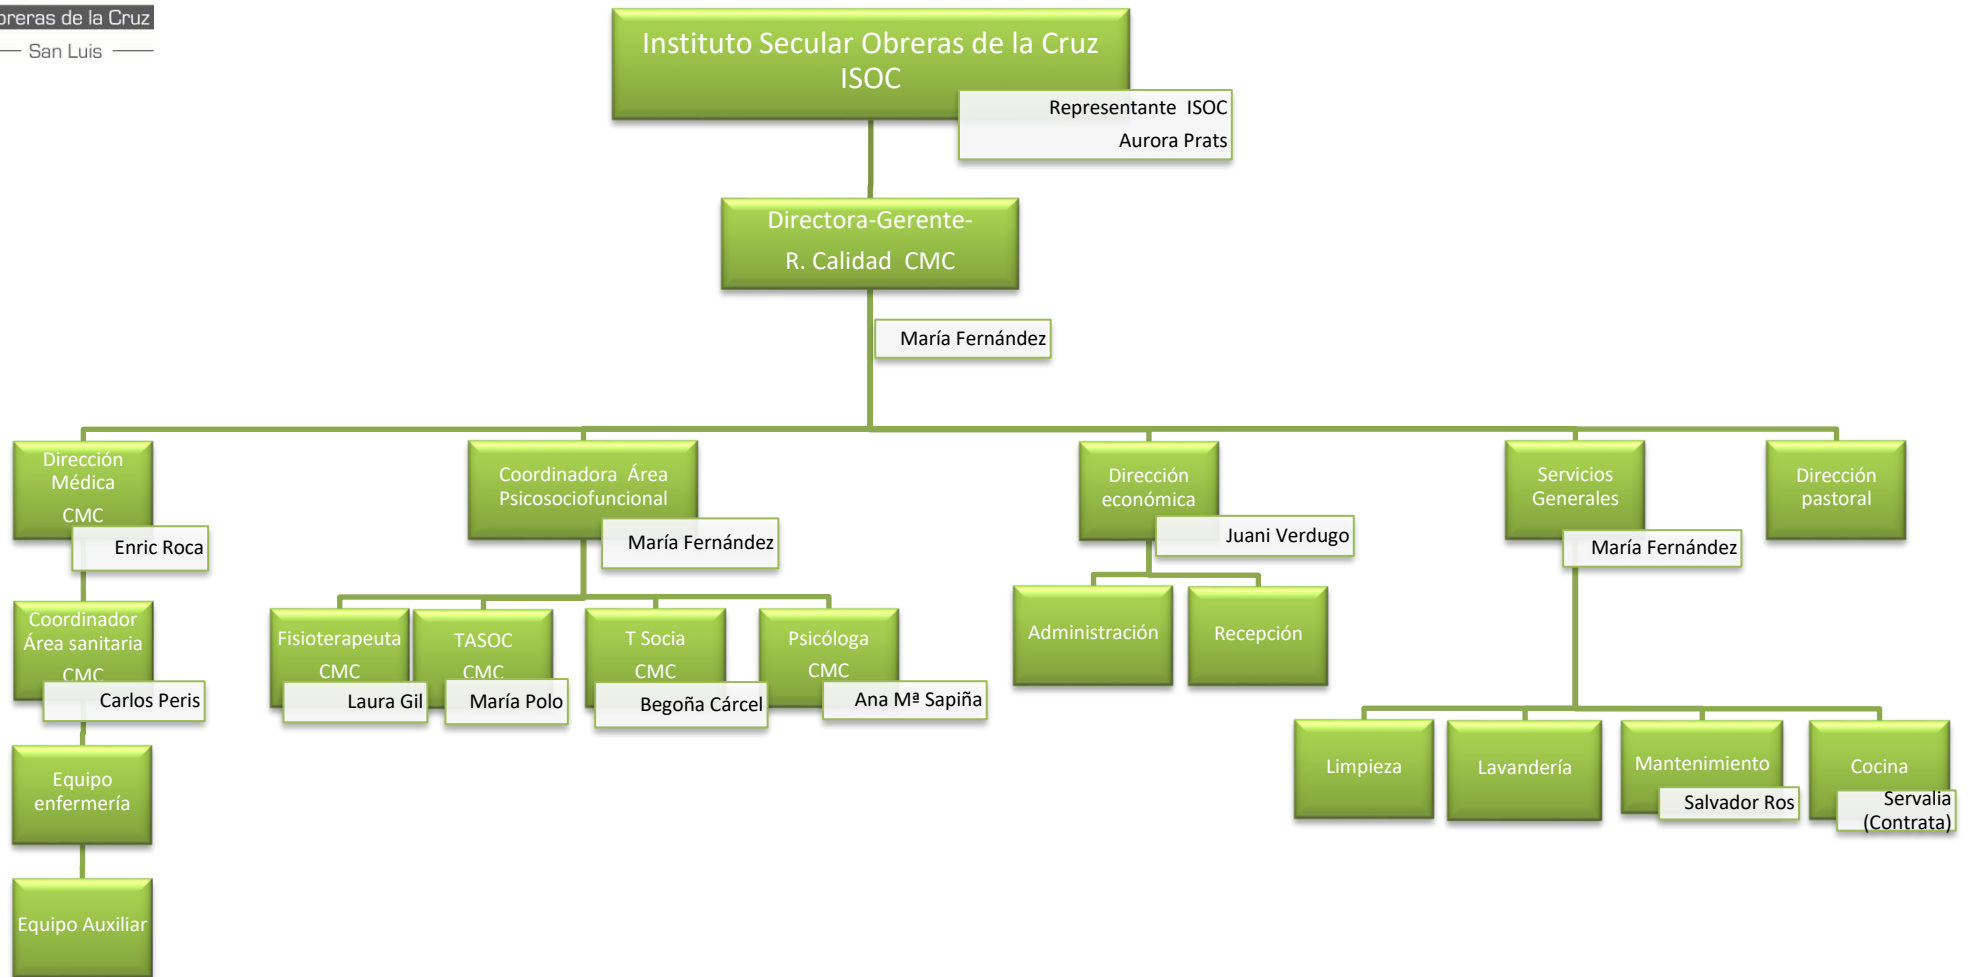 breras de la Cruz
San Luis
Instituto Secular Obreras de la Cruz
ISOC
Representante ISOC
Aurora Prats
Directora-Gerente-
R. Calidad CMC
María Fernández
Dirección
Médica
CMC
Enric Roca
Coordinadora Área
Psicosociofuncional
María Fernández
Dirección
económica
Juani Verdugo
Servicios
Generales
María Fernández
Dirección
pastoral
Coordinador
Área sanitaria
CMC
Carlos Peris
Fisioterapeuta
CMC
Laura Gil
TASOC
CMC
María Polo
T Socia
CMC
Begoña Cárcel
Psicóloga
CMC
Ana Mª Sapiña
Administración
Recepción
Equipo
enfermería
Limpieza
Lavandería
Mantenimiento
Salvador Ros
Cocina
Servalia
(Contrata)
Equipo Auxiliar